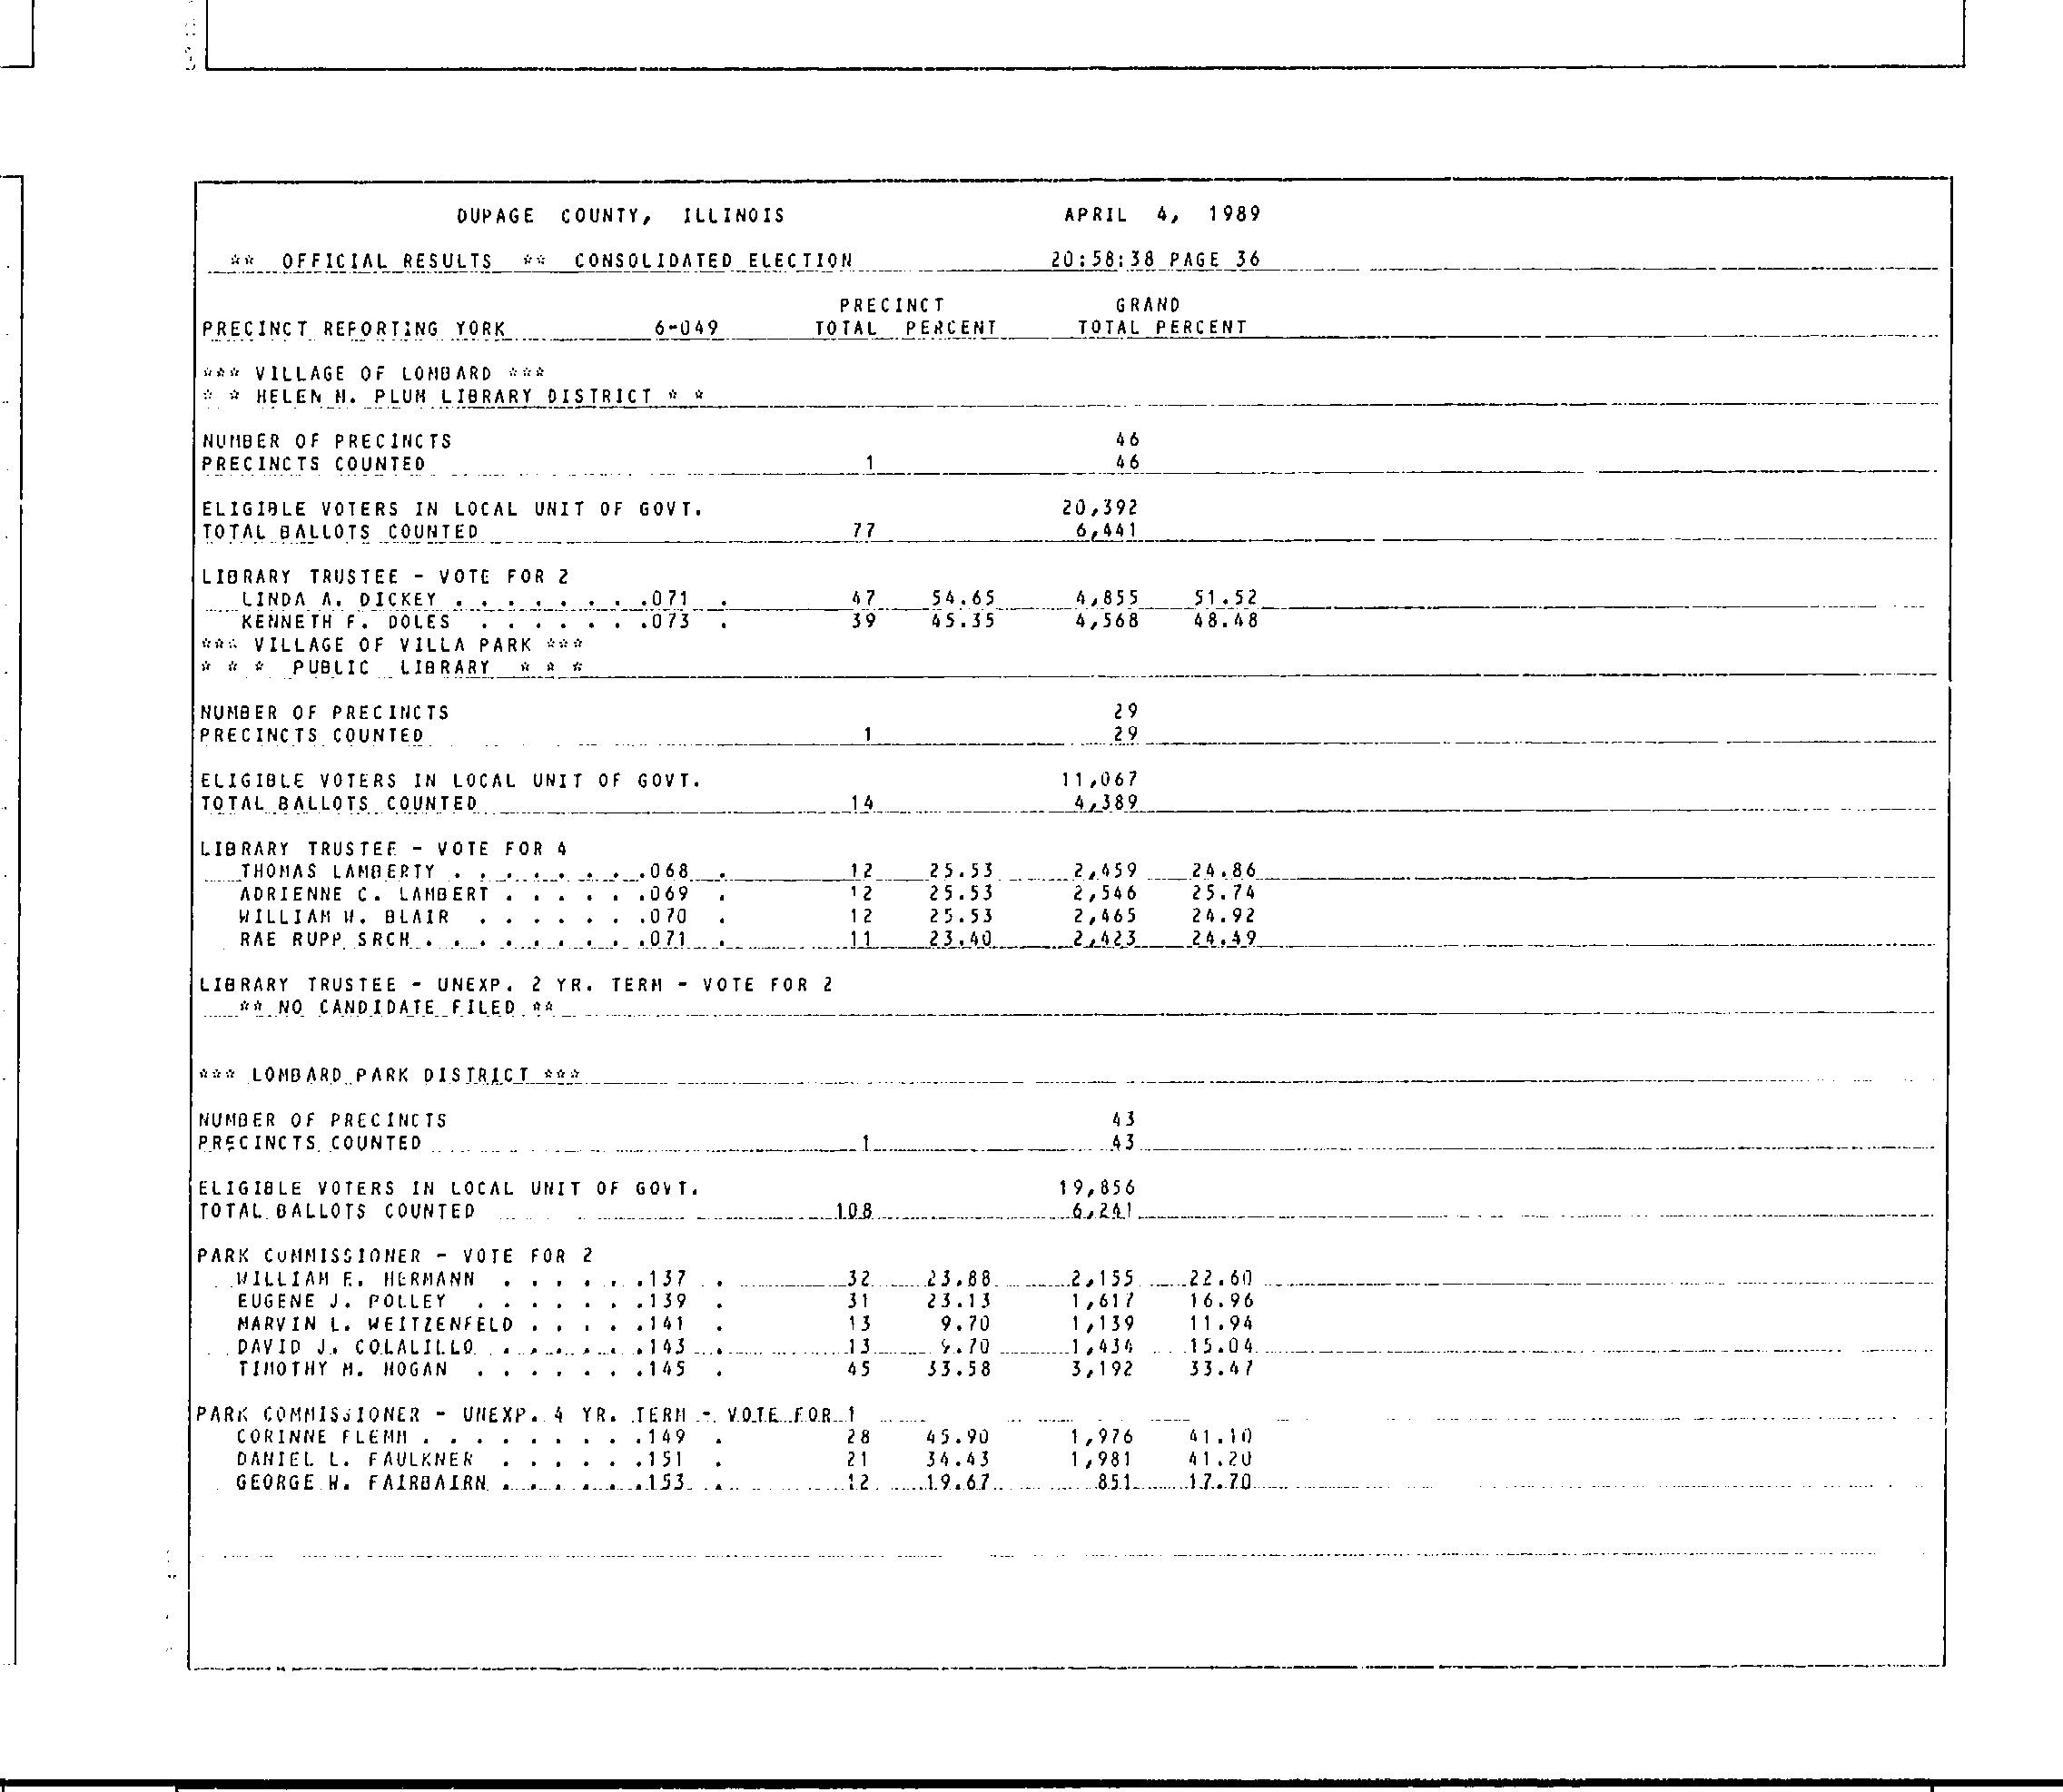 DUPAGE COUNTY, ILLINOIS APRIL 4, 1989
** OFFICIAL RESULTS ** CONSOLIDATED ELECTION 20:58:38 PAGE 36
PRECINCT GRAND
PRECINCT REPORTING YORK 6-049 TOTAL PERCENT TOTAL PERCENT
*** VILLAGE OF LOMBARD ***
* * HELEN M. PLUM LIBRARY DISTRICT * *
NUMBER OF PRECINCTS 46
PRECINCTS COUNTED 1 46
ELIGIBLE VOTERS IN LOCAL UNIT OF GOVT. 20,392
TOTAL BALLOTS COUNTED 77 6,441
LIBRARY TRUSTEE - VOTE FOR 2
LINDA A. DICKEY . . . . . . . .071 . 47 54.65 4,855 51.52
KENNETH F. DOLES . . . . . . .073 . 39 45.35 4,568 48.48
*** VILLAGE OF VILLA PARK ***
* * * PUBLIC LIBRARY * * *
NUMBER OF PRECINCTS 29
PRECINCTS COUNTED 1 29
ELIGIBLE VOTERS IN LOCAL UNIT OF GOVT. 11,067
TOTAL BALLOTS COUNTED 14 4,389
LIBRARY TRUSTEE - VOTE FOR 4
THOMAS LAMBERTY . . . . . . . .068 . 12 25.53 2,459 24.86
ADRIENNE C. LAMBERT . . . . . .069 . 12 25.53 2,546 25.74
WILLIAM W. BLAIR . . . . . . .070 . 12 25.53 2,465 24.92
RAE RUPP SRCH . . . . . . . . .071 . 11 23.40 2,423 24.49
LIBRARY TRUSTEE - UNEXP. 2 YR. TERM - VOTE FOR 2
** NO CANDIDATE FILED **
*** LOMBARD PARK DISTRICT ***
NUMBER OF PRECINCTS 43
PRECINCTS COUNTED 1 43
ELIGIBLE VOTERS IN LOCAL UNIT OF GOVT. 19,856
TOTAL BALLOTS COUNTED 108 6,241
PARK COMMISSIONER - VOTE FOR 2
WILLIAM E. HERMANN . . . . . .137 . 32 23.88 2,155 22.60
EUGENE J. POLLEY . . . . . . .139 . 31 23.13 1,617 16.96
MARVIN L. WEITZENFELD . . . . .141 . 13 9.70 1,139 11.94
DAVID J. COLALILLO . . . . . .143 . 13 9.70 1,434 15.04
TIMOTHY M. HOGAN . . . . . . .145 . 45 33.58 3,192 33.47
PARK COMMISSIONER - UNEXP. 4 YR. TERM - VOTE FOR 1
CORINNE FLEMM . . . . . . . . .149 . 28 45.90 1,976 41.10
DANIEL L. FAULKNER . . . . . .151 . 21 34.43 1,981 41.20
GEORGE W. FAIRBAIRN . . . . . .153 . 12 19.67 851 17.70